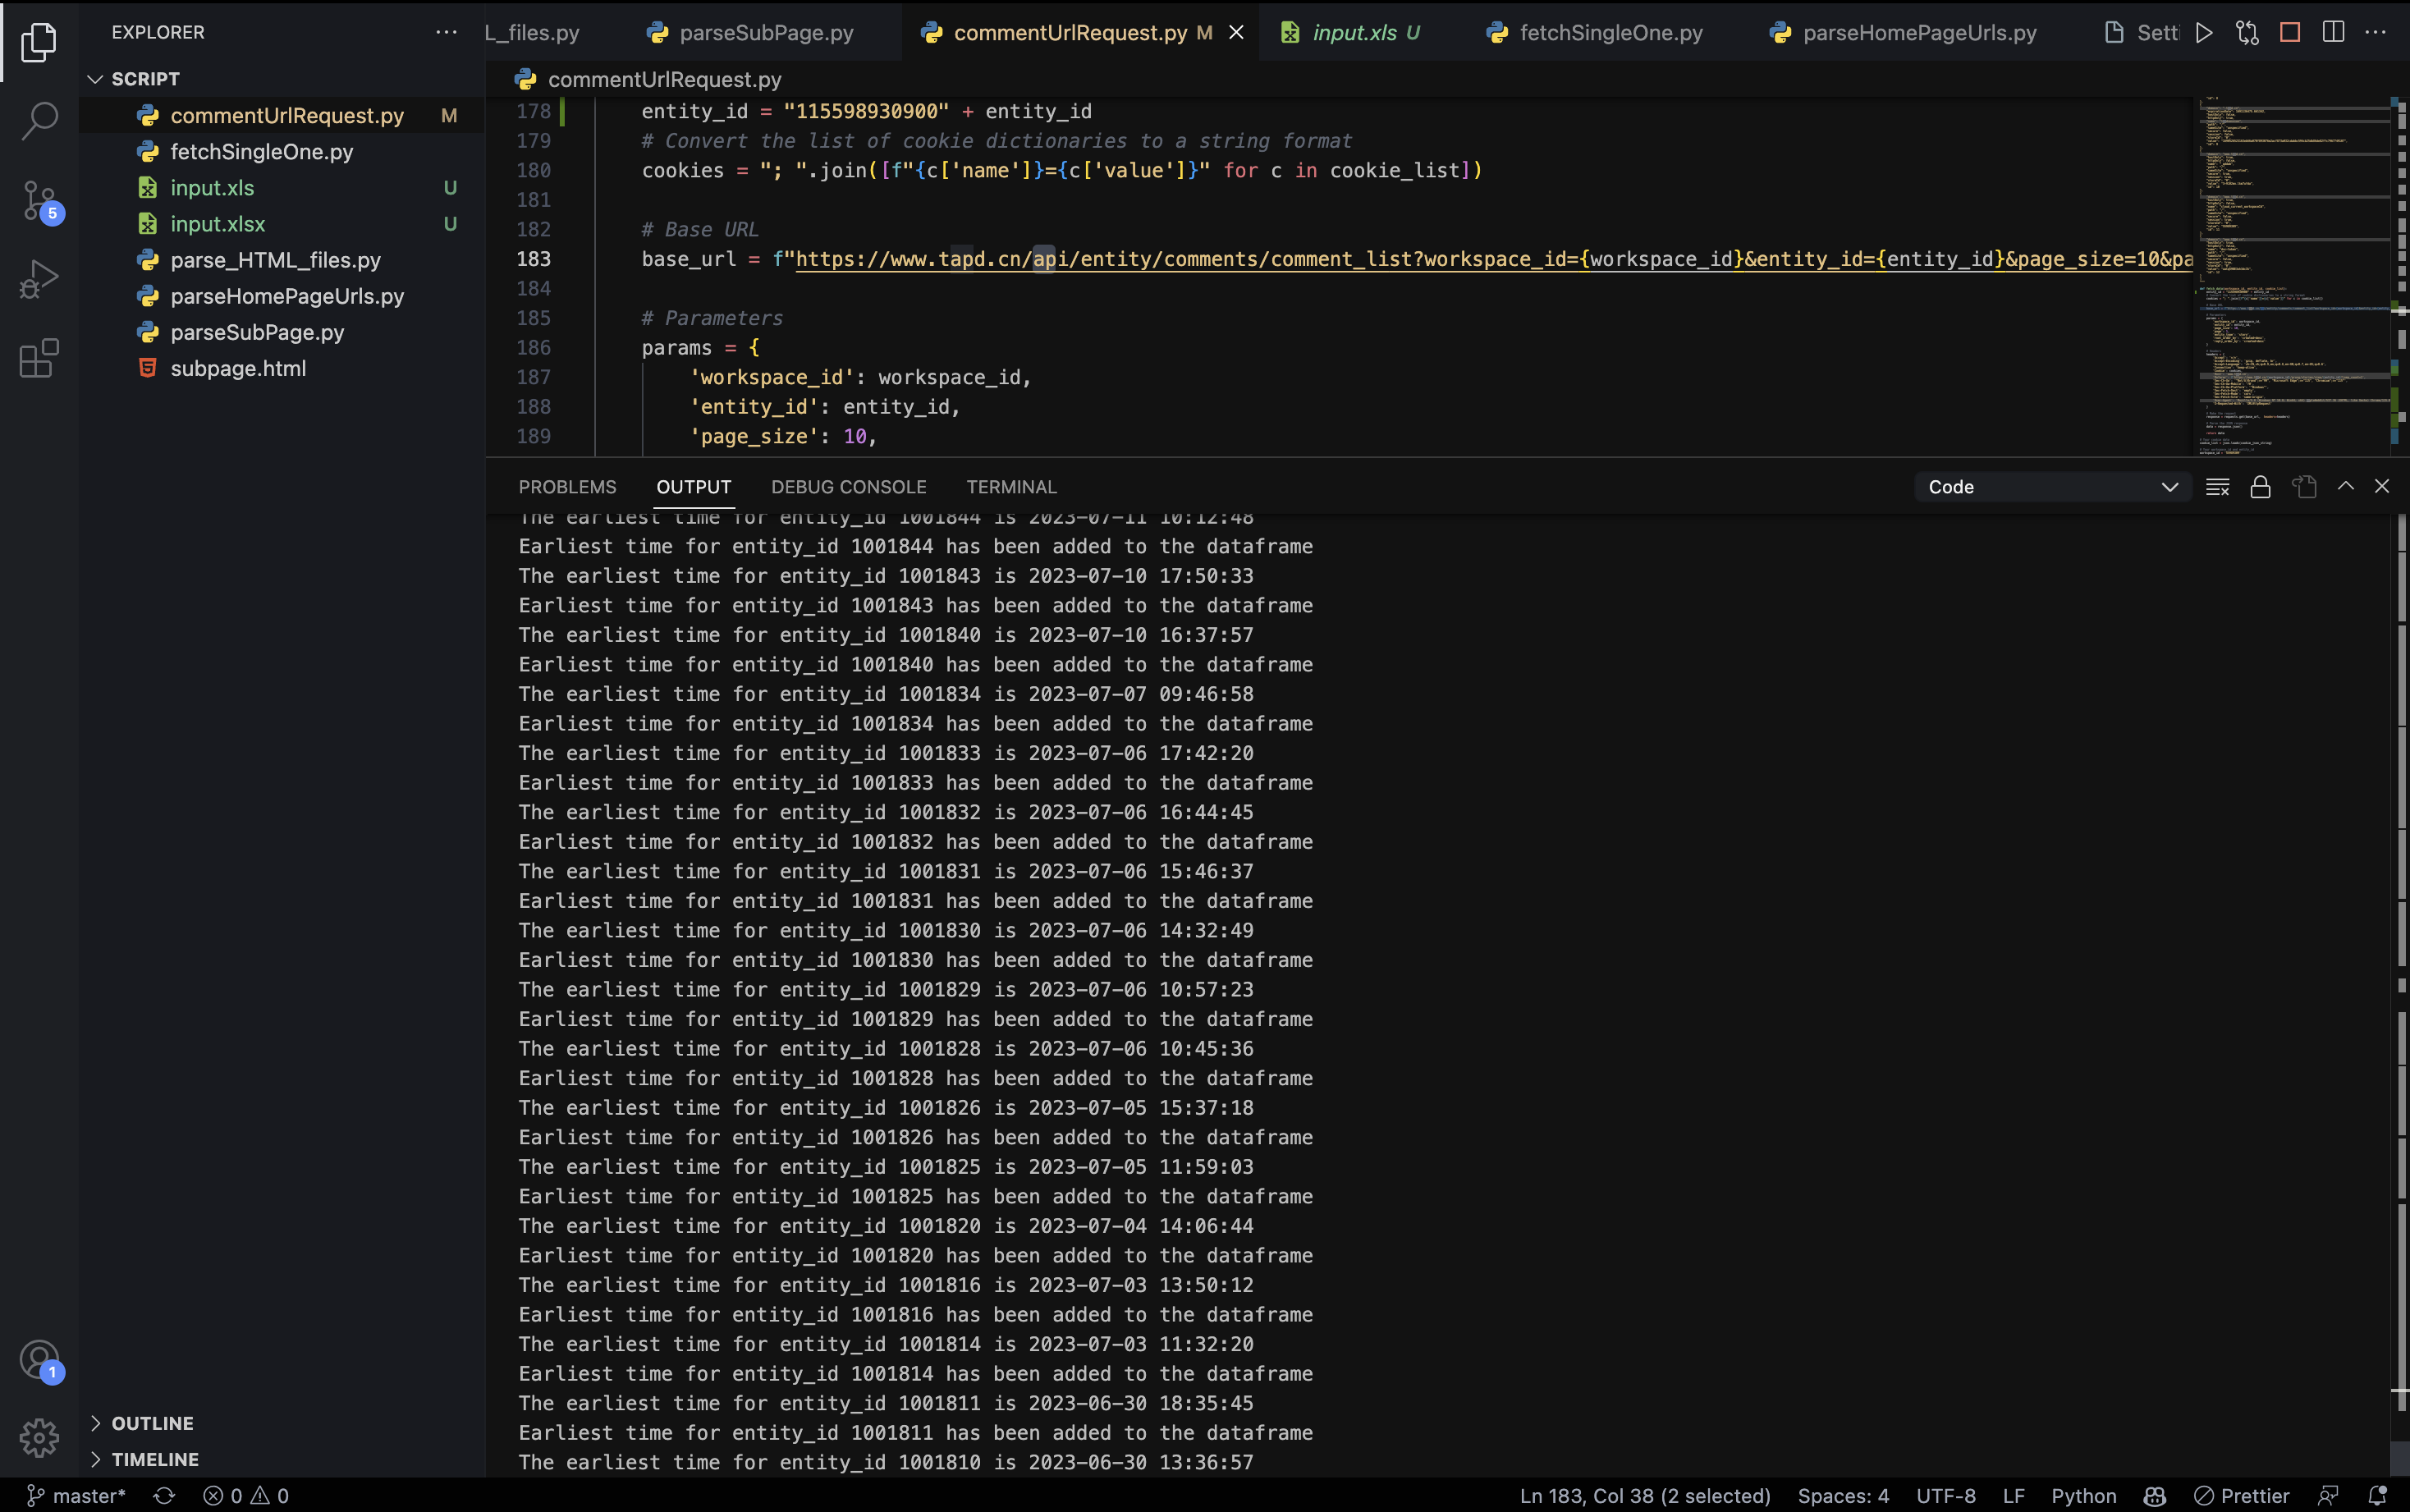 EXPLORER
SCRIPT
commentUrlRequest.py M
fetchSingleOne.py
input.xls U
input.xlsx U
parse_HTML_files.py
parseHomePageUrls.py
parseSubPage.py
subpage.html
OUTLINE
TIMELINE
5
1
L_files.py
parseSubPage.py
commentUrlRequest.py M
input.xls U
fetchSingleOne.py
parseHomePageUrls.py
Setti
commentUrlRequest.py
178 entity_id = "115598930900" + entity_id
179 # Convert the list of cookie dictionaries to a string format
180 cookies = "; ".join([f"{c['name']}={c['value']}" for c in cookie_list])
181
182 # Base URL
183 base_url = f"https://www.tapd.cn/api/entity/comments/comment_list?workspace_id={workspace_id}&entity_id={entity_id}&page_size=10&pa
184
185 # Parameters
186 params = {
187 'workspace_id': workspace_id,
188 'entity_id': entity_id,
189 'page_size': 10,
PROBLEMS OUTPUT DEBUG CONSOLE TERMINAL
Code
The earliest time for entity_id 1001844 is 2023-07-11 10:12:48
Earliest time for entity_id 1001844 has been added to the dataframe
The earliest time for entity_id 1001843 is 2023-07-10 17:50:33
Earliest time for entity_id 1001843 has been added to the dataframe
The earliest time for entity_id 1001840 is 2023-07-10 16:37:57
Earliest time for entity_id 1001840 has been added to the dataframe
The earliest time for entity_id 1001834 is 2023-07-07 09:46:58
Earliest time for entity_id 1001834 has been added to the dataframe
The earliest time for entity_id 1001833 is 2023-07-06 17:42:20
Earliest time for entity_id 1001833 has been added to the dataframe
The earliest time for entity_id 1001832 is 2023-07-06 16:44:45
Earliest time for entity_id 1001832 has been added to the dataframe
The earliest time for entity_id 1001831 is 2023-07-06 15:46:37
Earliest time for entity_id 1001831 has been added to the dataframe
The earliest time for entity_id 1001830 is 2023-07-06 14:32:49
Earliest time for entity_id 1001830 has been added to the dataframe
The earliest time for entity_id 1001829 is 2023-07-06 10:57:23
Earliest time for entity_id 1001829 has been added to the dataframe
The earliest time for entity_id 1001828 is 2023-07-06 10:45:36
Earliest time for entity_id 1001828 has been added to the dataframe
The earliest time for entity_id 1001826 is 2023-07-05 15:37:18
Earliest time for entity_id 1001826 has been added to the dataframe
The earliest time for entity_id 1001825 is 2023-07-05 11:59:03
Earliest time for entity_id 1001825 has been added to the dataframe
The earliest time for entity_id 1001820 is 2023-07-04 14:06:44
Earliest time for entity_id 1001820 has been added to the dataframe
The earliest time for entity_id 1001816 is 2023-07-03 13:50:12
Earliest time for entity_id 1001816 has been added to the dataframe
The earliest time for entity_id 1001814 is 2023-07-03 11:32:20
Earliest time for entity_id 1001814 has been added to the dataframe
The earliest time for entity_id 1001811 is 2023-06-30 18:35:45
Earliest time for entity_id 1001811 has been added to the dataframe
The earliest time for entity_id 1001810 is 2023-06-30 13:36:57
master* 0 0 Ln 183, Col 38 (2 selected) Spaces: 4 UTF-8 LF Python Prettier